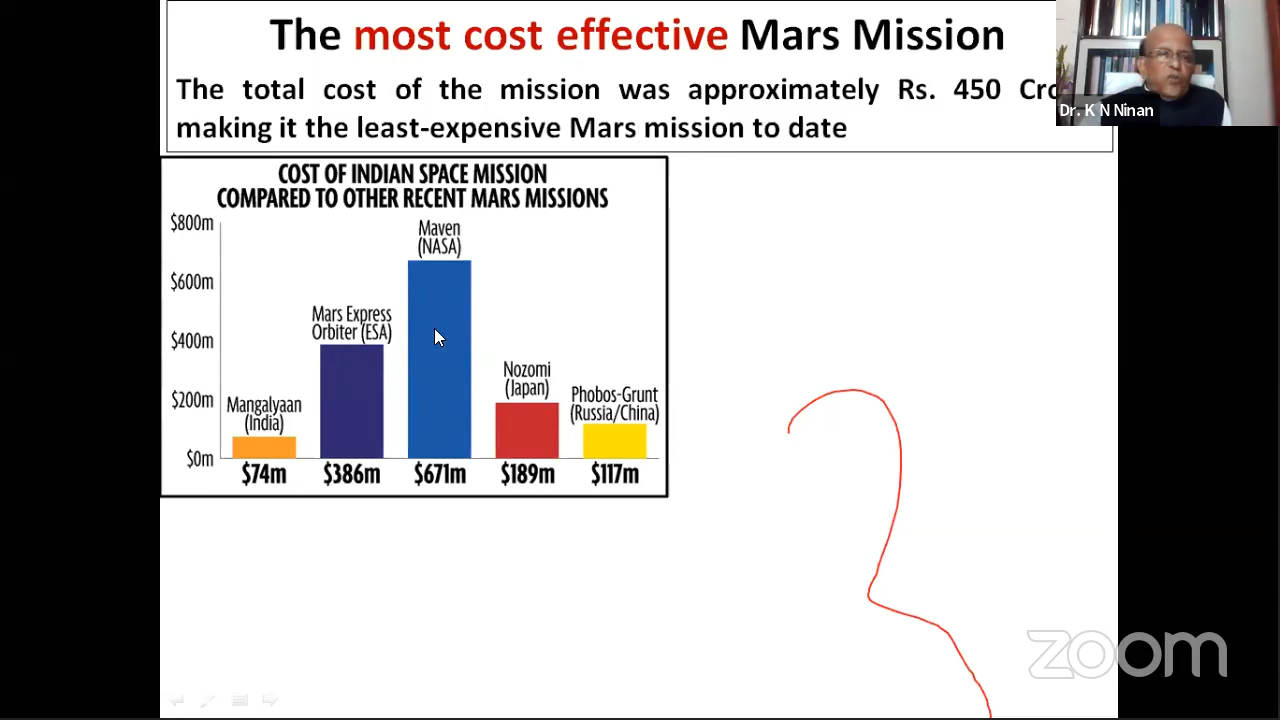 The most cost effective Mars Mission
The total cost of the mission was approximately Rs. 450
making it the least-expensive Mars mission to date
Dr. K N Ninan
COST OF INDIAN SPACE MISSION
COMPARED TO OTHER RECENT MARS MISSIONS
$800m
$600m
$400m
$200m
$0m
Maven
(NASA)
Mars Express
Orbiter (ESA)
Nozomi
(Japan)
Phobos-Grunt
(Russia/China)
Mangalyaan
(India)
$74m $386m $671m $189m $117m
zoom